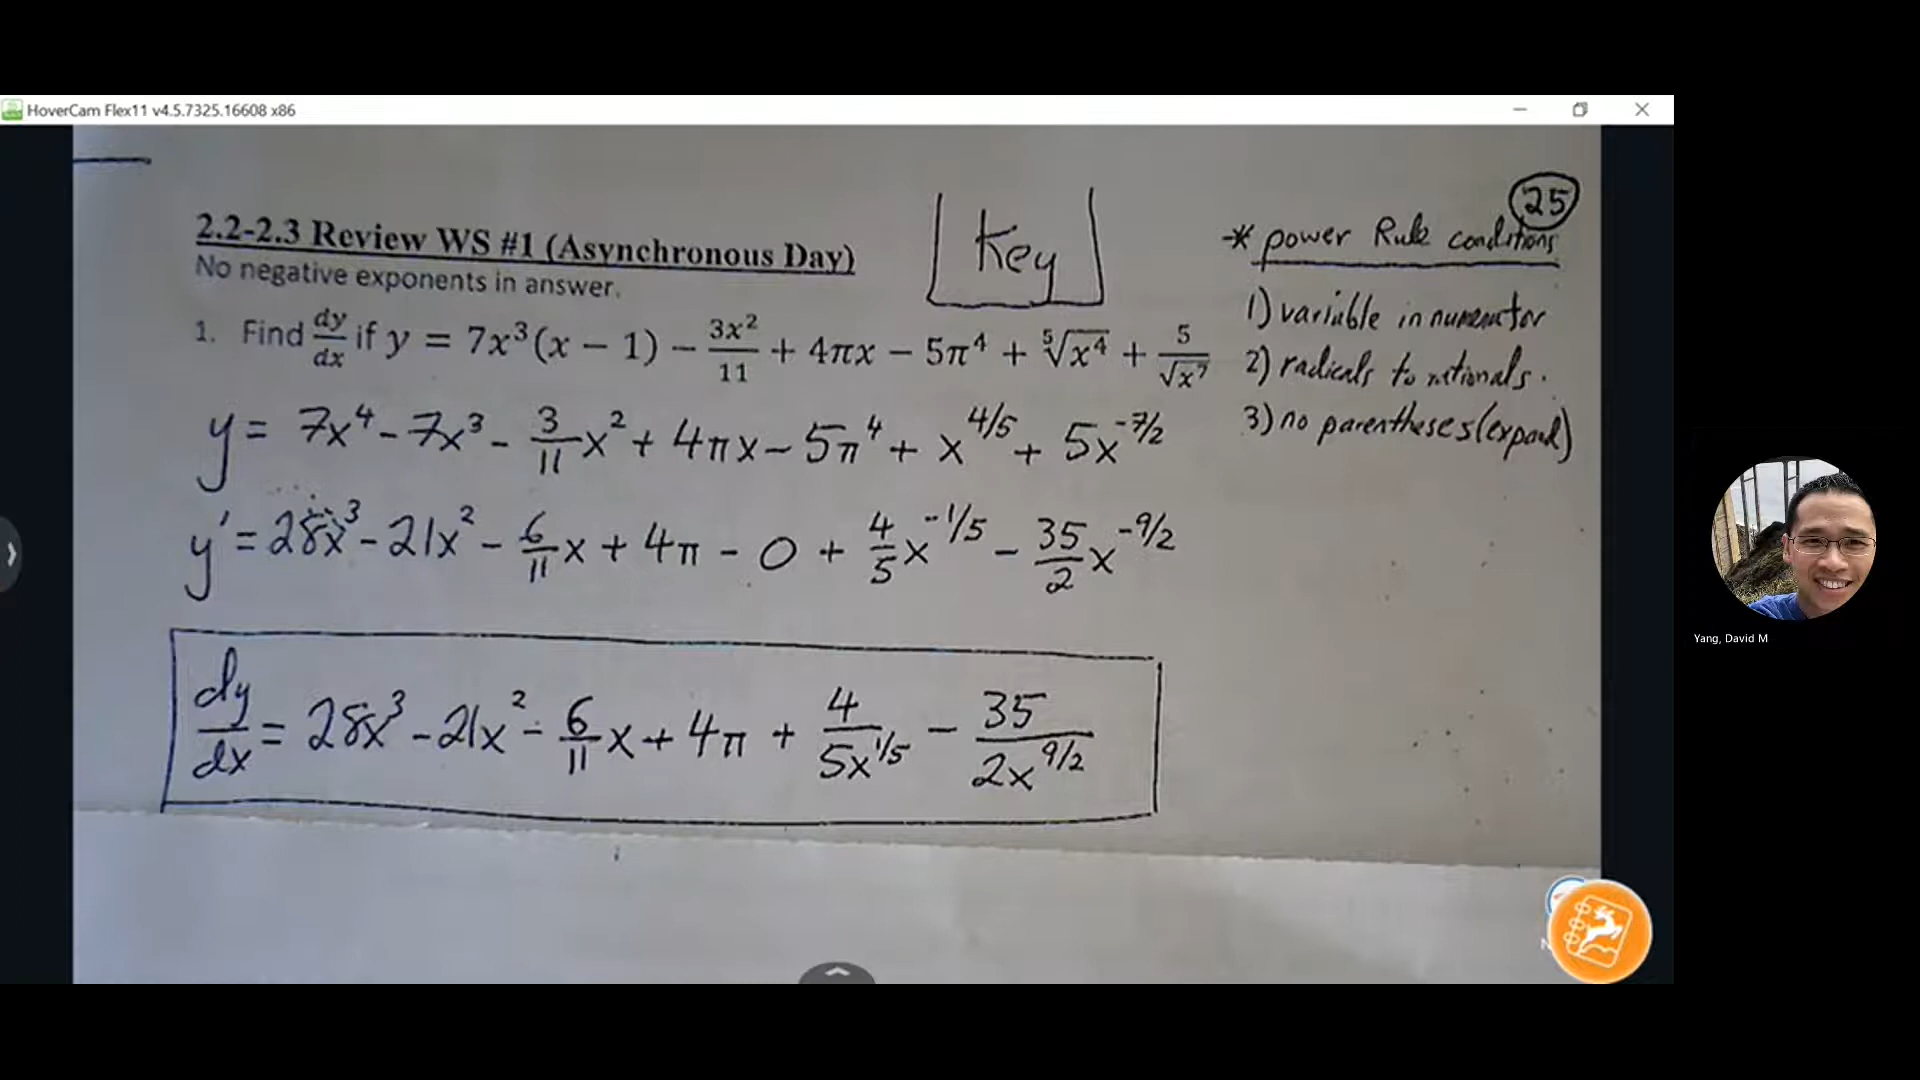 HoverCam Flex11 v4.5.7325.16608 x86
25
Key
2.2-2.3 Review WS #1 (Asynchronous Day)
No negative exponents in answer.
1. Find dy/dx if y = 7x³(x − 1) − 3x²/11 + 4πx − 5π⁴ + ⁵√x⁴ + 5/√x⁷
y = 7x⁴ - 7x³ - 3/11 x² + 4πx - 5π⁴ + x^4/5 + 5x^-7/2
y' = 28x³ - 21x² - 6/11 x + 4π - 0 + 4/5 x^-1/5 - 35/2 x^-9/2
dy/dx = 28x³ - 21x² - 6/11 x + 4π + 4/5x^1/5 - 35/2x^9/2
* power Rule conditions
1) variable in numerator
2) radicals to rationals.
3) no parentheses (expand)
Yang, David M